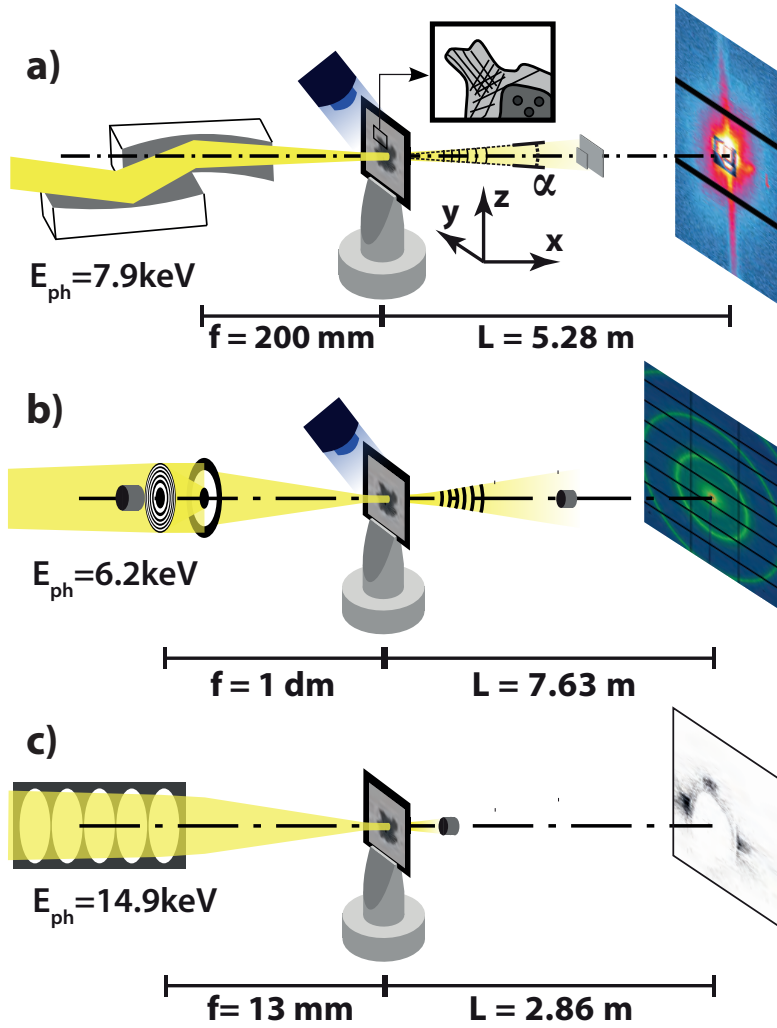 a)
α
z
y
x
E_ph=7.9keV
f = 200 mm
L = 5.28 m
b)
E_ph=6.2keV
f = 1 dm
L = 7.63 m
c)
E_ph=14.9keV
f= 13 mm
L = 2.86 m